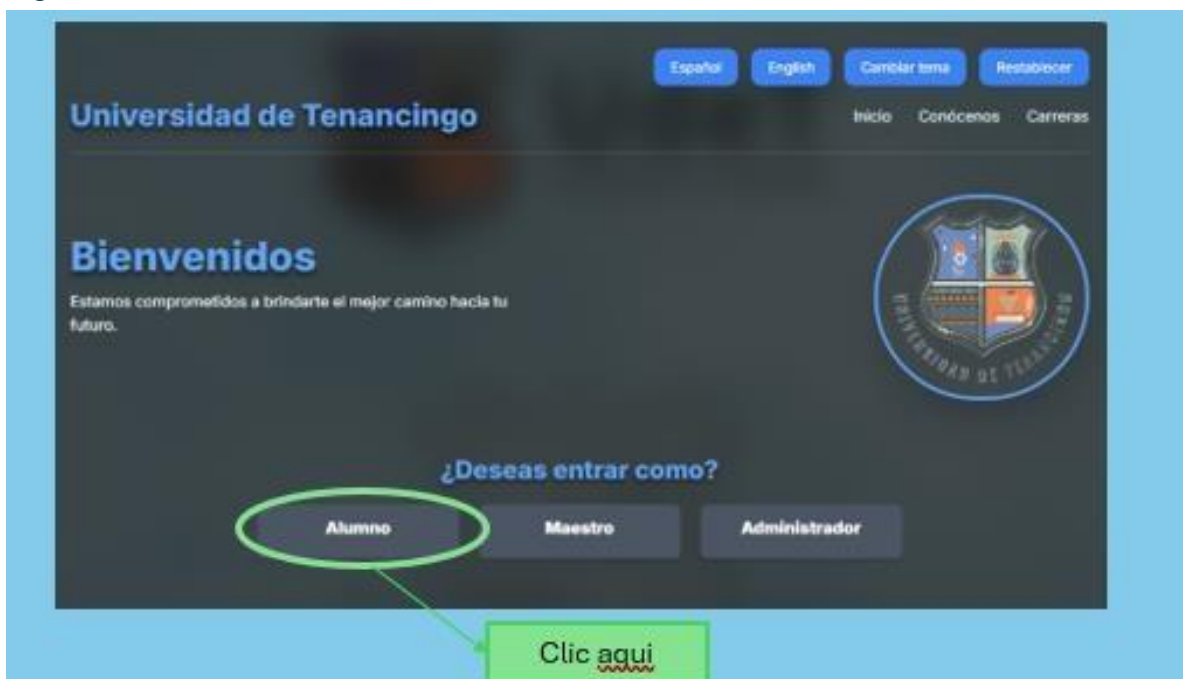 Español English Cambiar tema Restablecer
Universidad de Tenancingo
Inicio Conócenos Carreras
Bienvenidos
Estamos comprometidos a brindarte el mejor camino hacia tu
futuro.
UNIVERSIDAD DE TENANCINGO
¿Deseas entrar como?
Alumno Maestro Administrador
Clic aqui